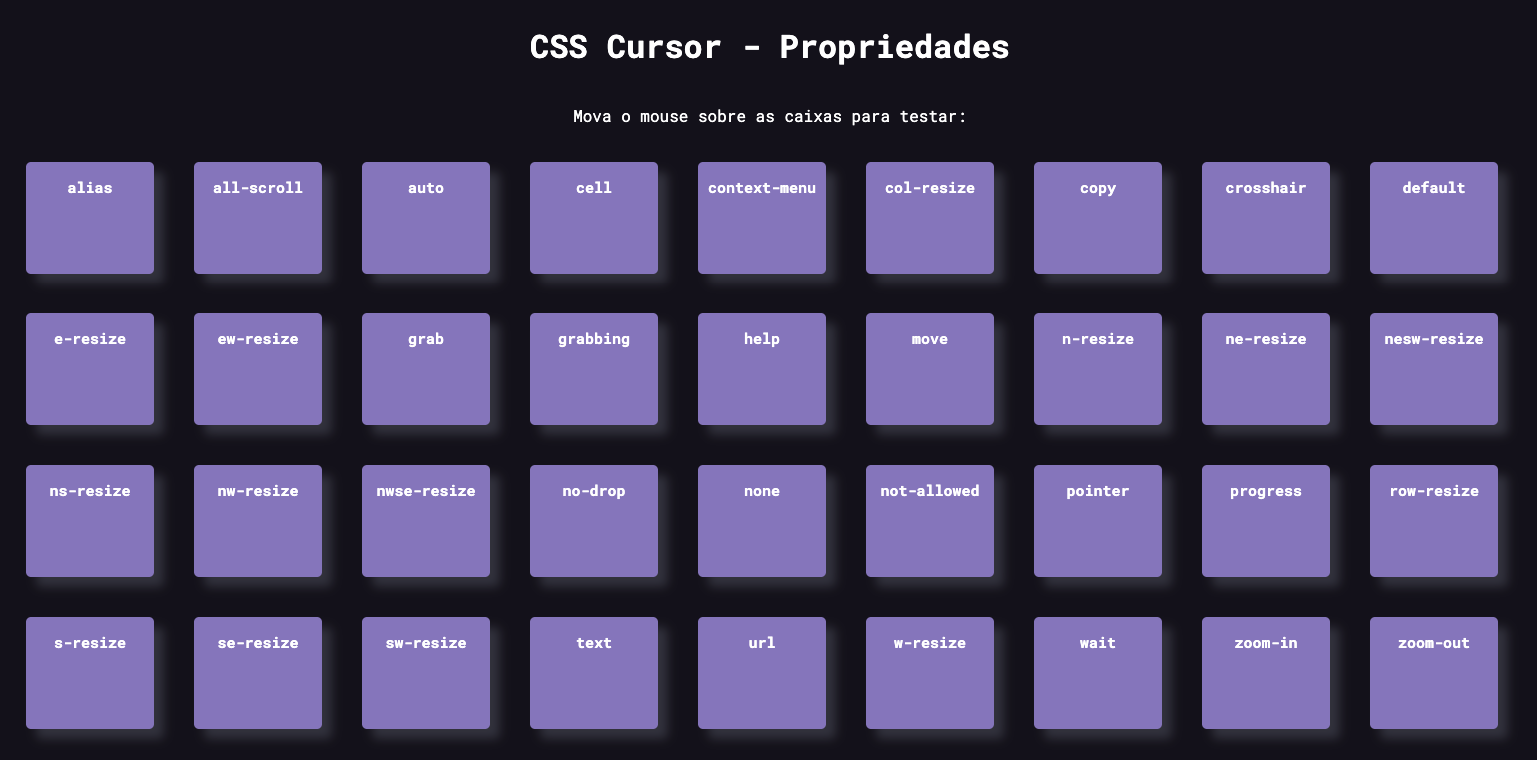 CSS Cursor - Propriedades
Mova o mouse sobre as caixas para testar:
alias all-scroll auto cell context-menu col-resize copy crosshair default
e-resize ew-resize grab grabbing help move n-resize ne-resize nesw-resize
ns-resize nw-resize nwse-resize no-drop none not-allowed pointer progress row-resize
s-resize se-resize sw-resize text url w-resize wait zoom-in zoom-out